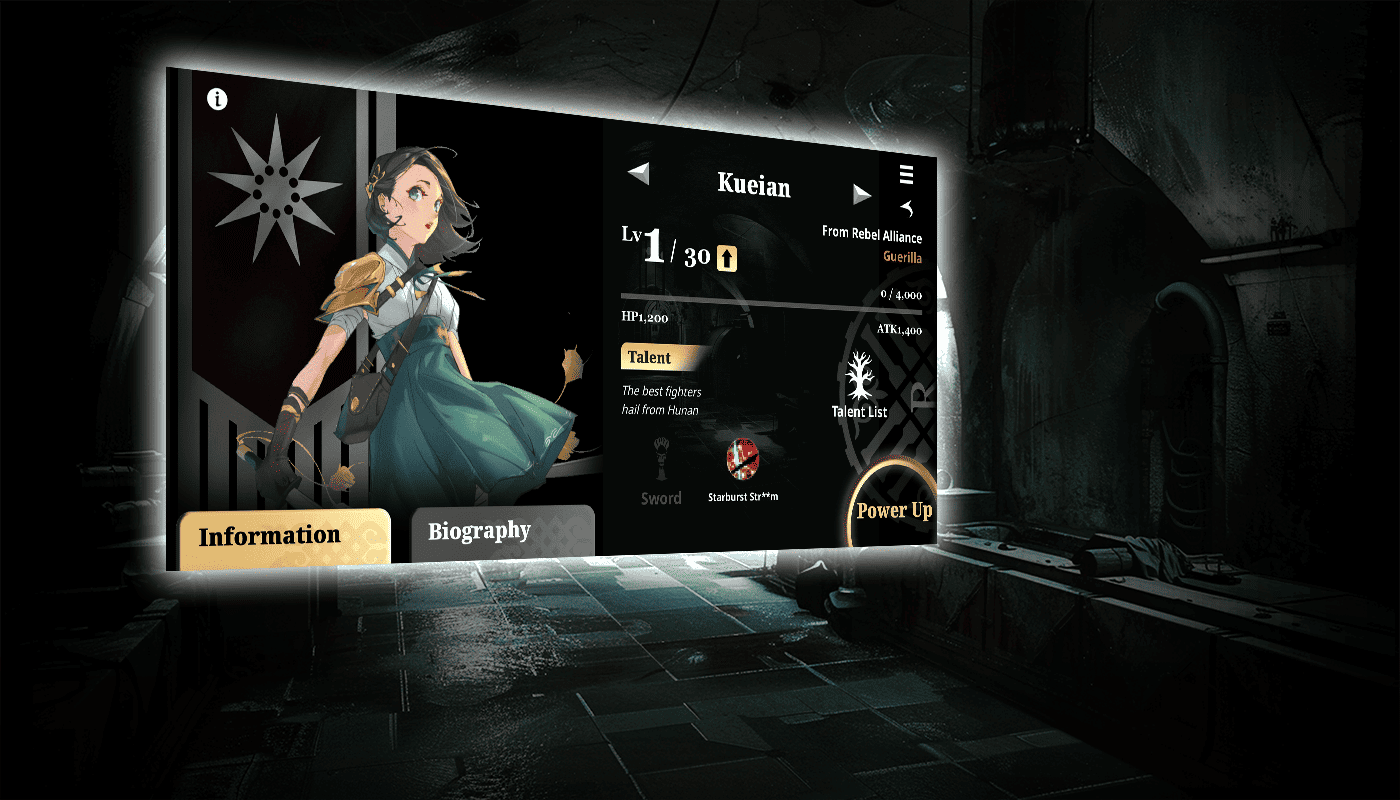 i
Kueian
Lv1 / 30
From Rebel Alliance
Guerilla
0 / 4,000
HP1,200
ATK1,400
Talent
The best fighters
hail from Hunan
Talent List
R
Sword
Starburst Str**m
Power Up
Information
Biography